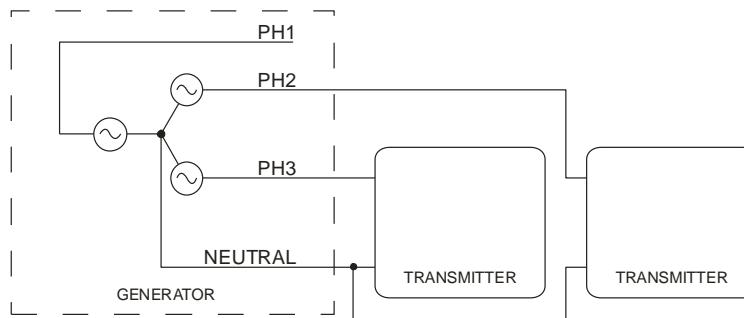 PH1
PH2
PH3
NEUTRAL
GENERATOR
TRANSMITTER
TRANSMITTER